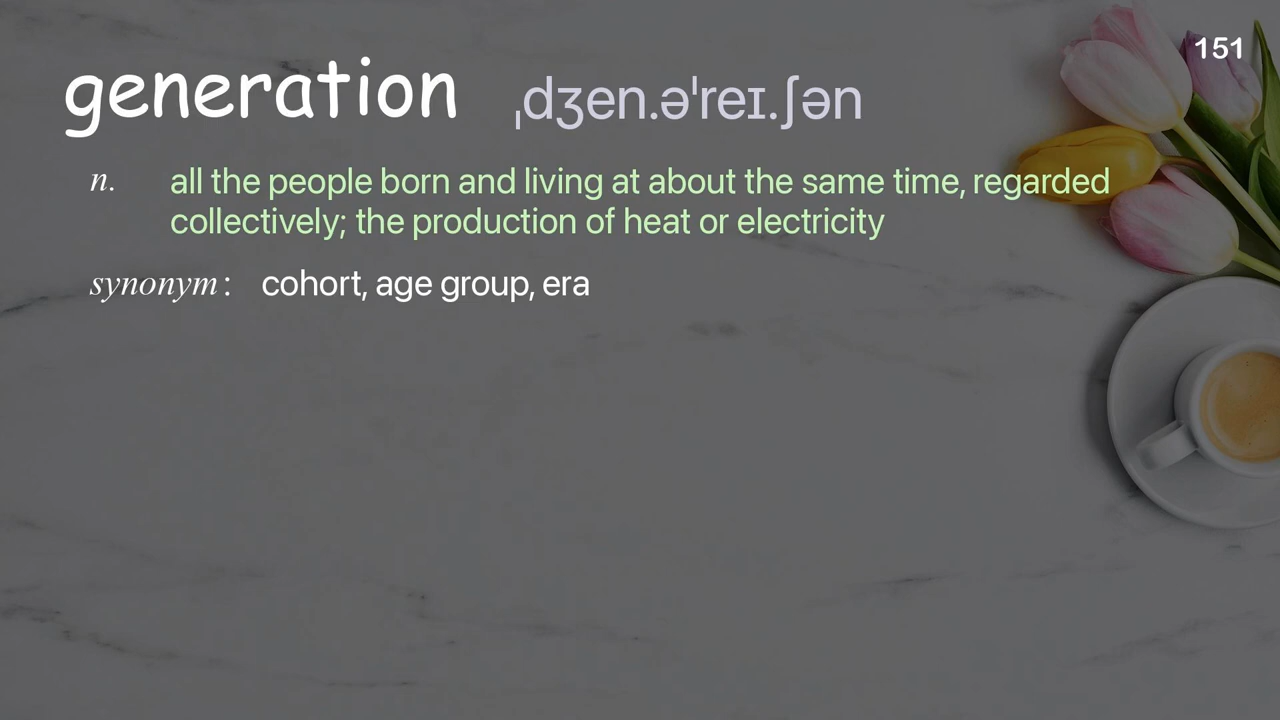 151
generation ˌdʒen.əˈreɪ.ʃən
n. all the people born and living at about the same time, regarded
collectively; the production of heat or electricity
synonym: cohort, age group, era